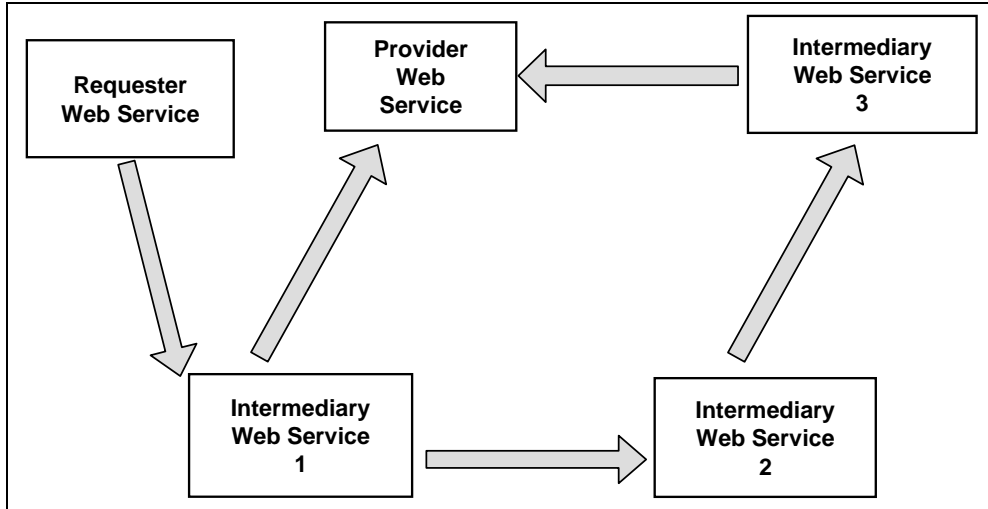 Requester
Web Service
Provider
Web
Service
Intermediary
Web Service
3
Intermediary
Web Service
1
Intermediary
Web Service
2